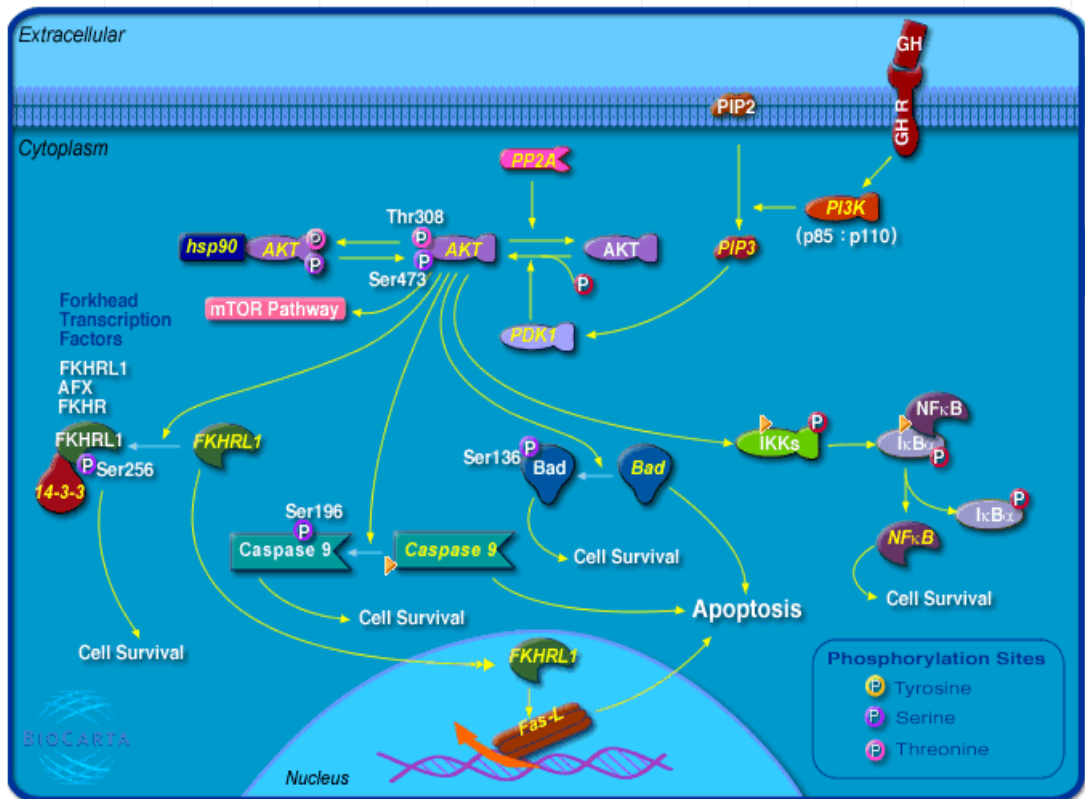 Extracellular
GH
GH R
PIP2
Cytoplasm
PP2A
PI3K
(p85 : p110)
Thr308
P
P
hsp90
AKT
P
P
AKT
AKT
PIP3
Ser473
P
mTOR Pathway
PDK1
Forkhead
Transcription
Factors
FKHRL1
AFX
FKHR
FKHRL1
P
Ser256
14-3-3
FKHRL1
Ser136
P
Bad
Bad
IKKs
P
NFκB
IκBα
P
IκBα
P
NFκB
Ser196
P
Caspase 9
Caspase 9
Cell Survival
Cell Survival
Cell Survival
Apoptosis
Cell Survival
FKHRL1
Fas-L
Nucleus
Phosphorylation Sites
P Tyrosine
P Serine
P Threonine
BIOCARTA